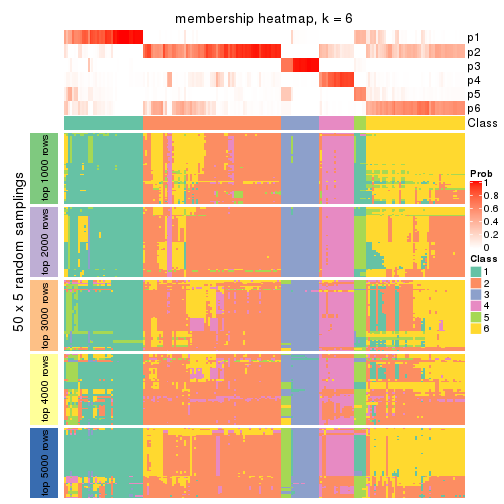 membership heatmap, k = 6
p1
p2
p3
p4
p5
p6
Class
50 x 5 random samplings
top 1000 rows
top 2000 rows
top 3000 rows
top 4000 rows
top 5000 rows
Prob
1
0.8
0.6
0.4
0.2
0
Class
1
2
3
4
5
6